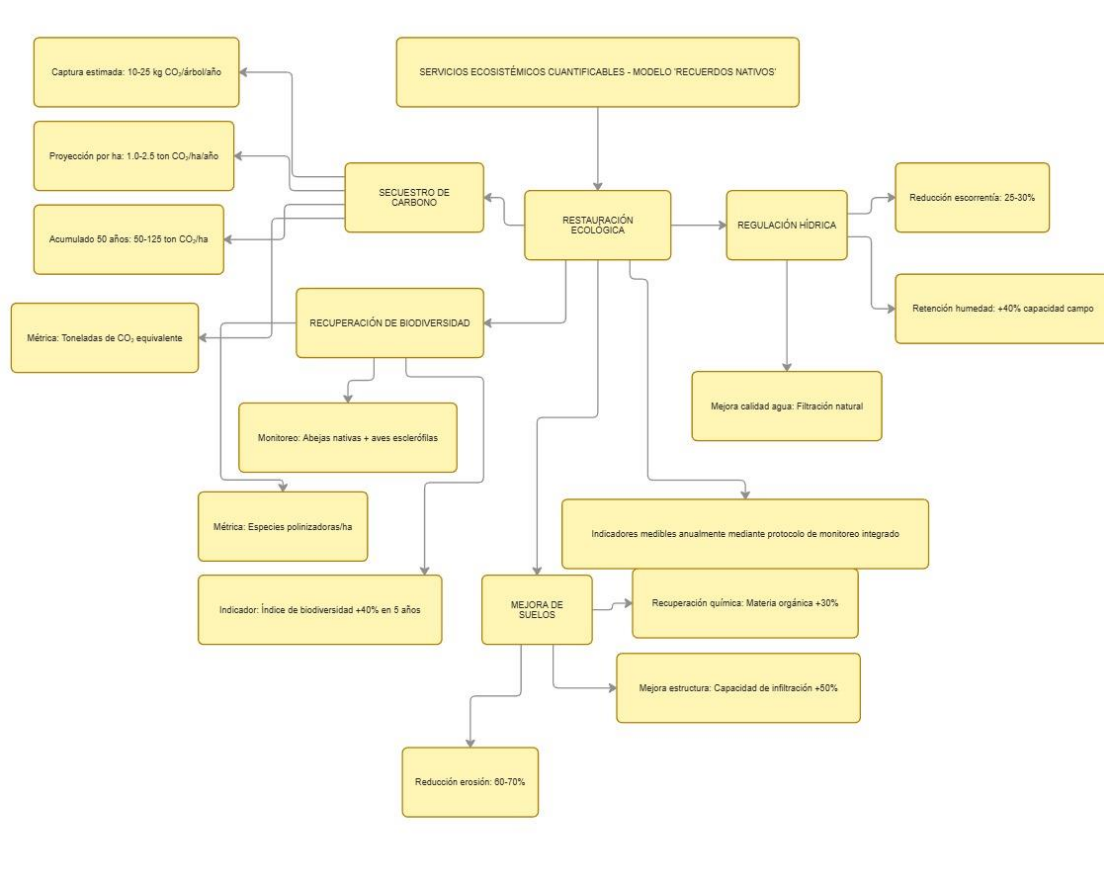 SERVICIOS ECOSISTÉMICOS CUANTIFICABLES - MODELO 'RECUERDOS NATIVOS'
Captura estimada: 10-25 kg CO₂/árbol/año
Proyección por ha: 1.0-2.5 ton CO₂/ha/año
SECUESTRO DE
CARBONO
Acumulado 50 años: 50-125 ton CO₂/ha
Métrica: Toneladas de CO₂ equivalente
RESTAURACIÓN
ECOLÓGICA
REGULACIÓN HÍDRICA
Reducción escorrentía: 25-30%
Retención humedad: +40% capacidad campo
Mejora calidad agua: Filtración natural
RECUPERACIÓN DE BIODIVERSIDAD
Monitoreo: Abejas nativas + aves esclerófilas
Métrica: Especies polinizadoras/ha
Indicador: Índice de biodiversidad +40% en 5 años
Indicadores medibles anualmente mediante protocolo de monitoreo integrado
MEJORA DE
SUELOS
Recuperación química: Materia orgánica +30%
Mejora estructura: Capacidad de infiltración +50%
Reducción erosión: 60-70%